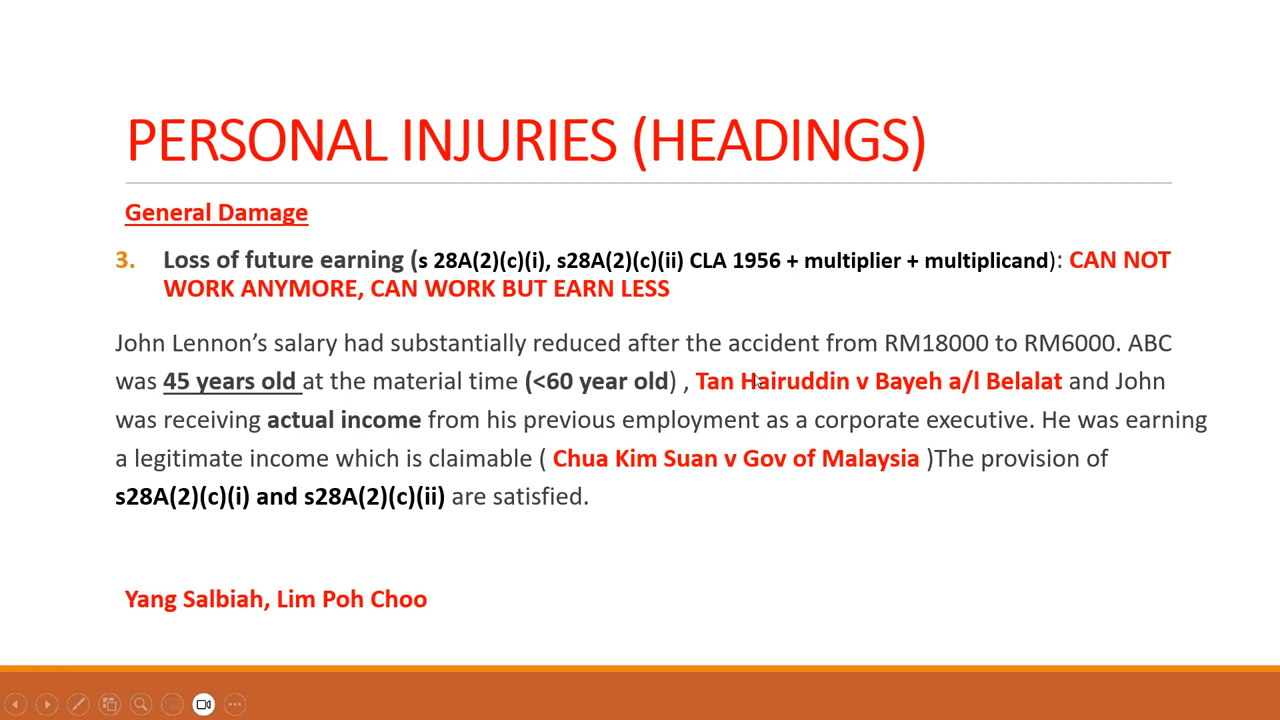 PERSONAL INJURIES (HEADINGS)
General Damage
3. Loss of future earning (s 28A(2)(c)(i), s28A(2)(c)(ii) CLA 1956 + multiplier + multiplicand): CAN NOT
WORK ANYMORE, CAN WORK BUT EARN LESS
John Lennon’s salary had substantially reduced after the accident from RM18000 to RM6000. ABC
was 45 years old at the material time (<60 year old) , Tan Hairuddin v Bayeh a/l Belalat and John
was receiving actual income from his previous employment as a corporate executive. He was earning
a legitimate income which is claimable ( Chua Kim Suan v Gov of Malaysia )The provision of
s28A(2)(c)(i) and s28A(2)(c)(ii) are satisfied.
Yang Salbiah, Lim Poh Choo